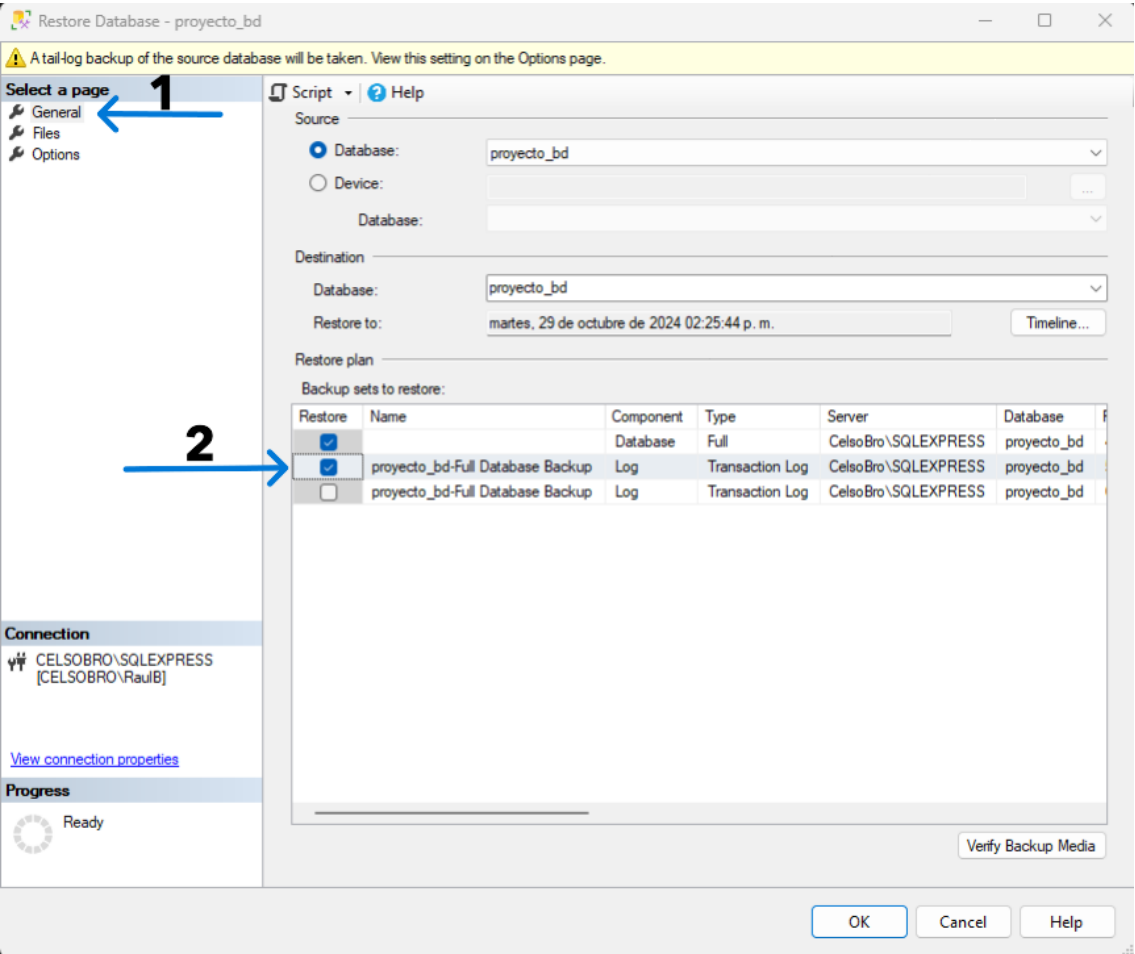 Restore Database - proyecto_bd
A tail-log backup of the source database will be taken. View this setting on the Options page.
Select a page
1
General
Files
Options
Script
Help
Source
Database:
proyecto_bd
Device:
...
Database:
Destination
Database:
proyecto_bd
Restore to:
martes, 29 de octubre de 2024 02:25:44 p. m.
Timeline...
Restore plan
Backup sets to restore:
Restore Name Component Type Server Database
Database Full CelsoBro\SQLEXPRESS proyecto_bd
2
proyecto_bd-Full Database Backup Log Transaction Log CelsoBro\SQLEXPRESS proyecto_bd
proyecto_bd-Full Database Backup Log Transaction Log CelsoBro\SQLEXPRESS proyecto_bd
Connection
CELSOBRO\SQLEXPRESS
[CELSOBRO\RaulB]
View connection properties
Progress
Ready
Verify Backup Media
OK
Cancel
Help